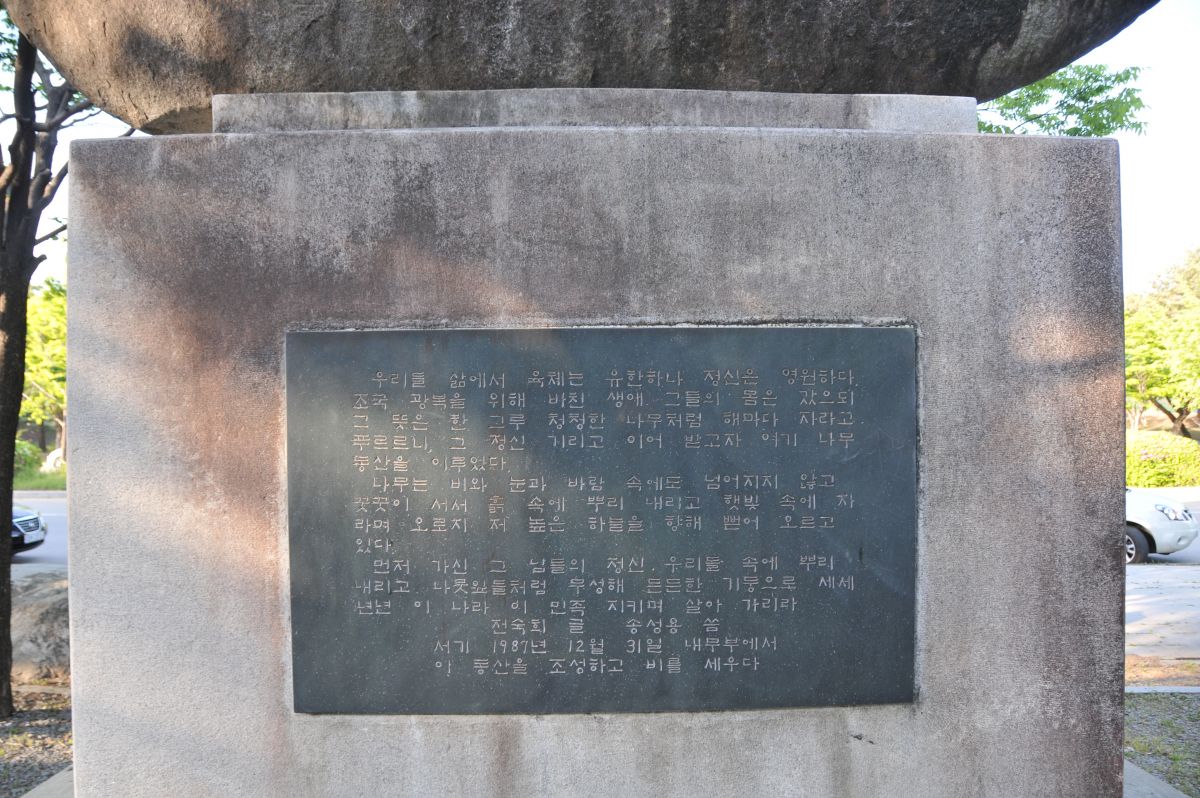 우리들 삶에서 육체는 유한하나 정신은 영원하다.
조국 광복을 위해 바친 생애. 그들의 몸은 갔으되
그 뜻은 한 그루 청청한 나무처럼 해마다 자라고
푸르르니, 그 정신 기리고 이어 받고자 여기 나무
동산을 이루었다.
나무는 비와 눈과 바람 속에도 넘어지지 않고
꿋꿋이 서서 흙 속에 뿌리 내리고 햇빛 속에 자
라며 오로지 저 높은 하늘을 향해 뻗어 오르고
있다.
먼저 가신 그 님들의 정신. 우리들 속에 뿌리
내리고 나뭇잎들처럼 무성해 든든한 기둥으로 세세
년년 이 나라 이 민족 지키며 살아 가리라
전숙희 글 송성용 씀
서기 1987년 12월 31일 내무부에서
이 동산을 조성하고 비를 세우다